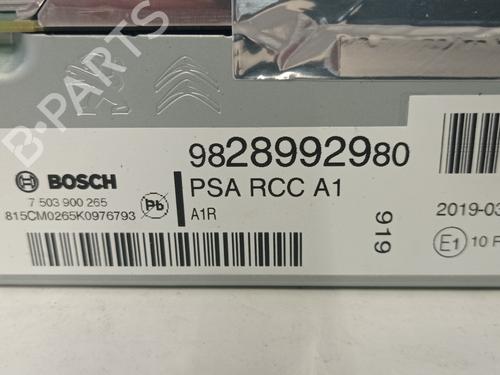 B-PARTS
BOSCH
7 503 900 265
815CM0265K0976793
Pb
9828992980
PSA RCC A1
A1R
919
2019-03
E1
10 F